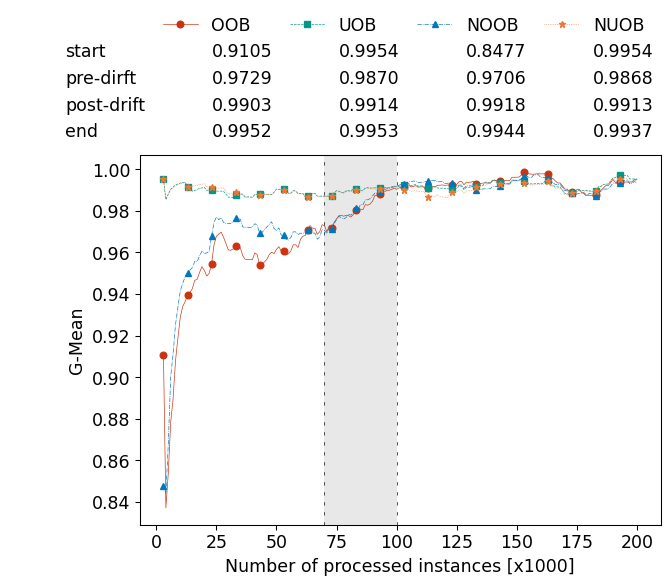 OOB UOB NOOB NUOB
start 0.9105 0.9954 0.8477 0.9954
pre-dirft 0.9729 0.9870 0.9706 0.9868
post-drift 0.9903 0.9914 0.9918 0.9913
end 0.9952 0.9953 0.9944 0.9937
1.00
0.98
0.96
0.94
0.92
0.90
0.88
0.86
0.84
G-Mean
0 25 50 75 100 125 150 175 200
Number of processed instances [x1000]